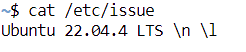 ~$ cat /etc/issue
Ubuntu 22.04.4 LTS \n \l